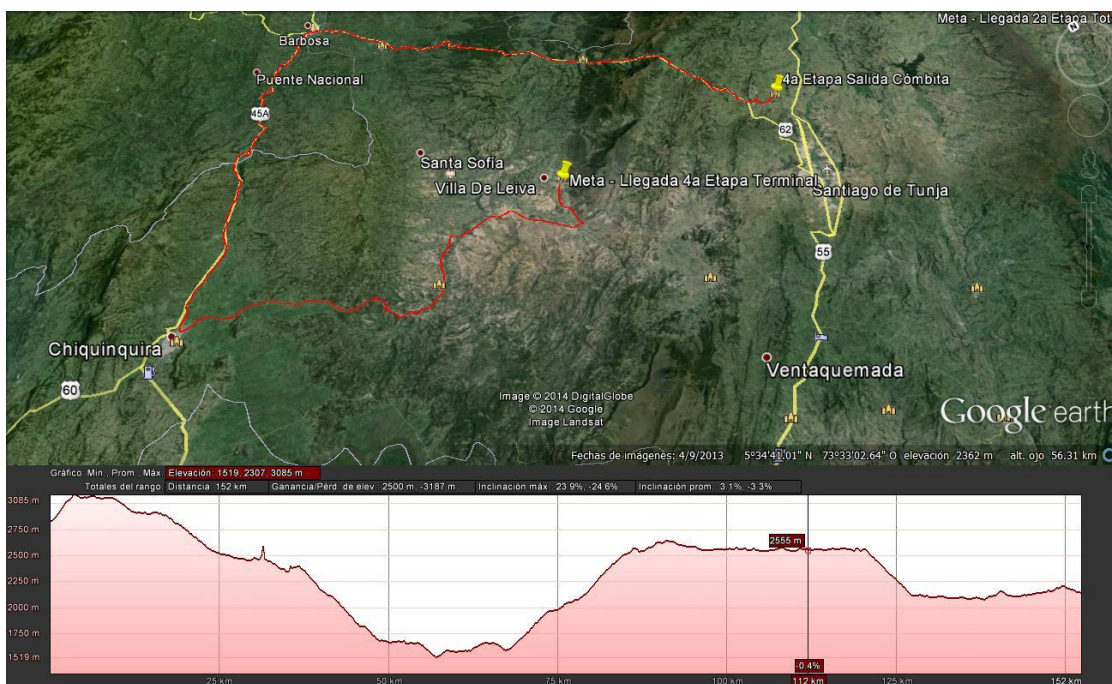 Meta - Llegada 2a Etapa Tot
N
Barbosa
Puente Nacional
4a Etapa Salida Cómbita
45A
62
Santa Sofía
Villa De Leiva
Meta - Llegada 4a Etapa Terminal
Santiago de Tunja
55
Chiquinquira
Ventaquemada
60
Image © 2014 DigitalGlobe
© 2014 Google
Image Landsat
Google earth
Fechas de imágenes: 4/9/2013 5°34'41.01" N 73°33'02.64" O elevación 2362 m alt. ojo 56.31 km
Gráfico: Mín., Prom., Máx. Elevación: 1519, 2307, 3085 m
Totales del rango: Distancia: 152 km Ganancia/Pérd. de elev.: 2500 m, -3187 m Inclinación máx.: 23.9%, -24.6% Inclinación prom.: 3.1%, -3.3%
3085 m
2750 m
2500 m
2250 m
2000 m
1750 m
1519 m
2555 m
-0.4%
25 km 50 km 75 km 100 km 112 km 125 km 152 km